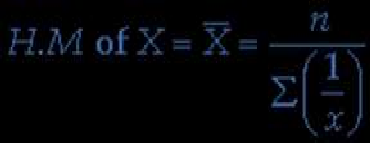 H.M of X = X̅ = n / Σ(1/x)